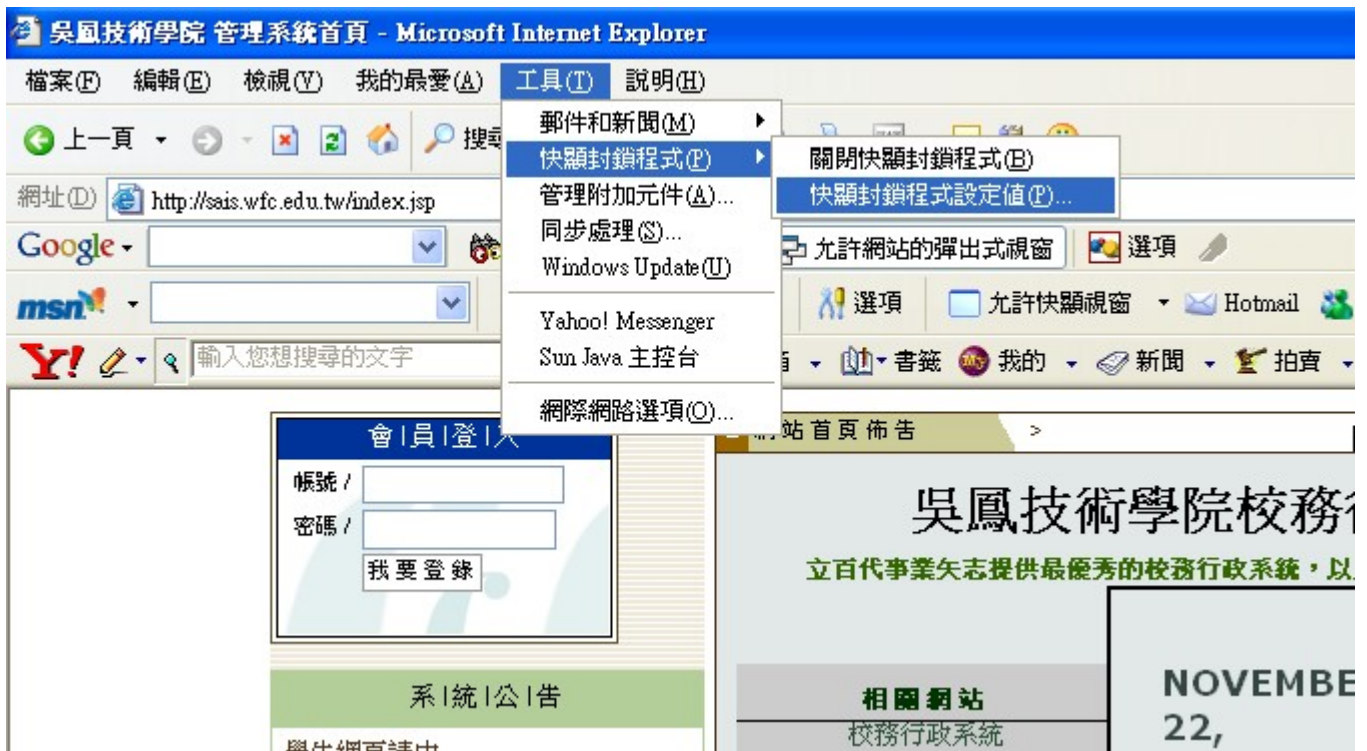 吳鳳技術學院 管理系統首頁 - Microsoft Internet Explorer
檔案(F) 編輯(E) 檢視(V) 我的最愛(A) 工具(T) 說明(H)
上一頁
網址(D) http://sais.wfc.edu.tw/index.jsp
郵件和新聞(M)
快顯封鎖程式(P)
管理附加元件(A)...
同步處理(S)...
Windows Update(U)
Yahoo! Messenger
Sun Java 主控台
網際網路選項(O)...
關閉快顯封鎖程式(B)
快顯封鎖程式設定值(P)...
Google 允許網站的彈出式視窗 選項
msn 選項 允許快顯視窗 Hotmail
Y! 輸入您想搜尋的文字 書籤 我的 新聞 拍賣
會|員|登|入
帳號 /
密碼 /
我要登錄
系|統|公|告
網站首頁佈告 >
吳鳳技術學院校務
立百代事業矢志提供最優秀的校務行政系統，以
相關網站
校務行政系統
NOVEMBE
22,